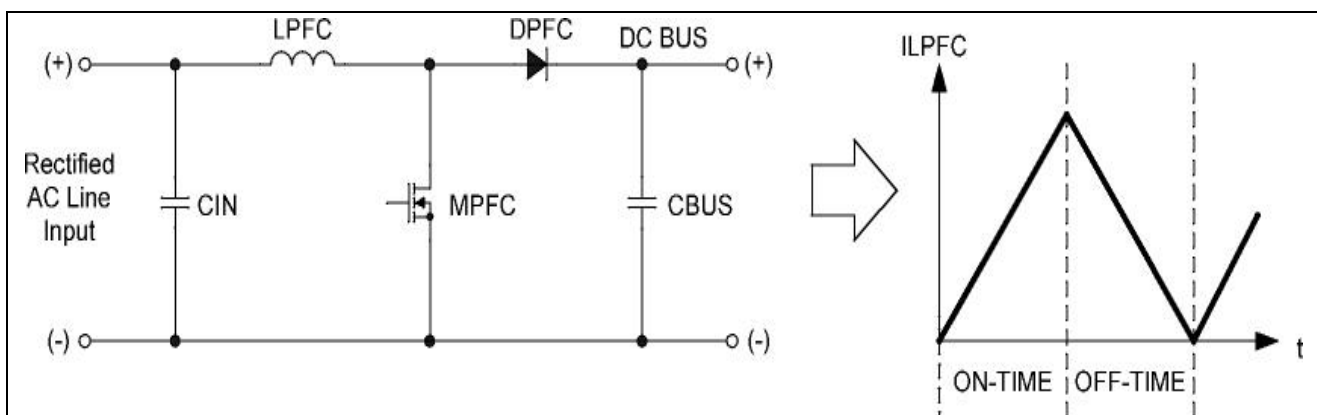 LPFC
DPFC
DC BUS
(+)
(+)
Rectified
AC Line
Input
CIN
MPFC
CBUS
(-)
(-)
ILPFC
t
ON-TIME
OFF-TIME